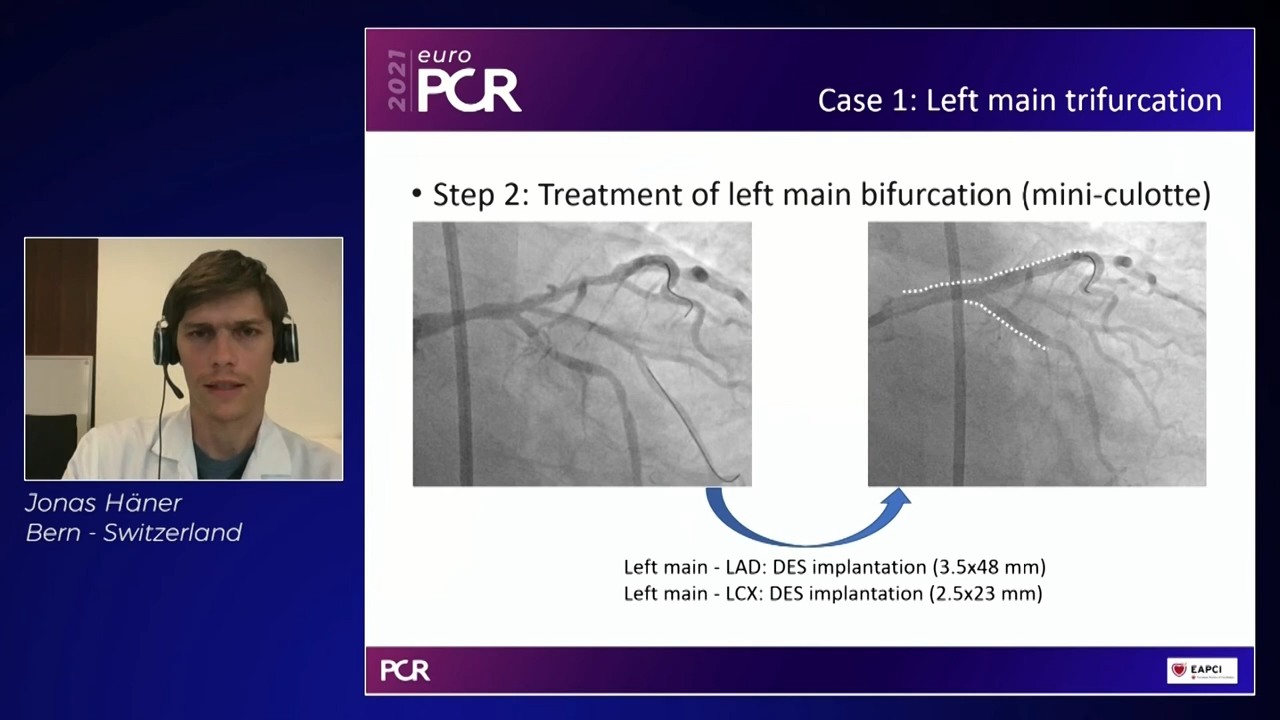 2021
euro
PCR
Case 1: Left main trifurcation
• Step 2: Treatment of left main bifurcation (mini-culotte)
Jonas Häner
Bern - Switzerland
Left main - LAD: DES implantation (3.5x48 mm)
Left main - LCX: DES implantation (2.5x23 mm)
PCR
EAPCI